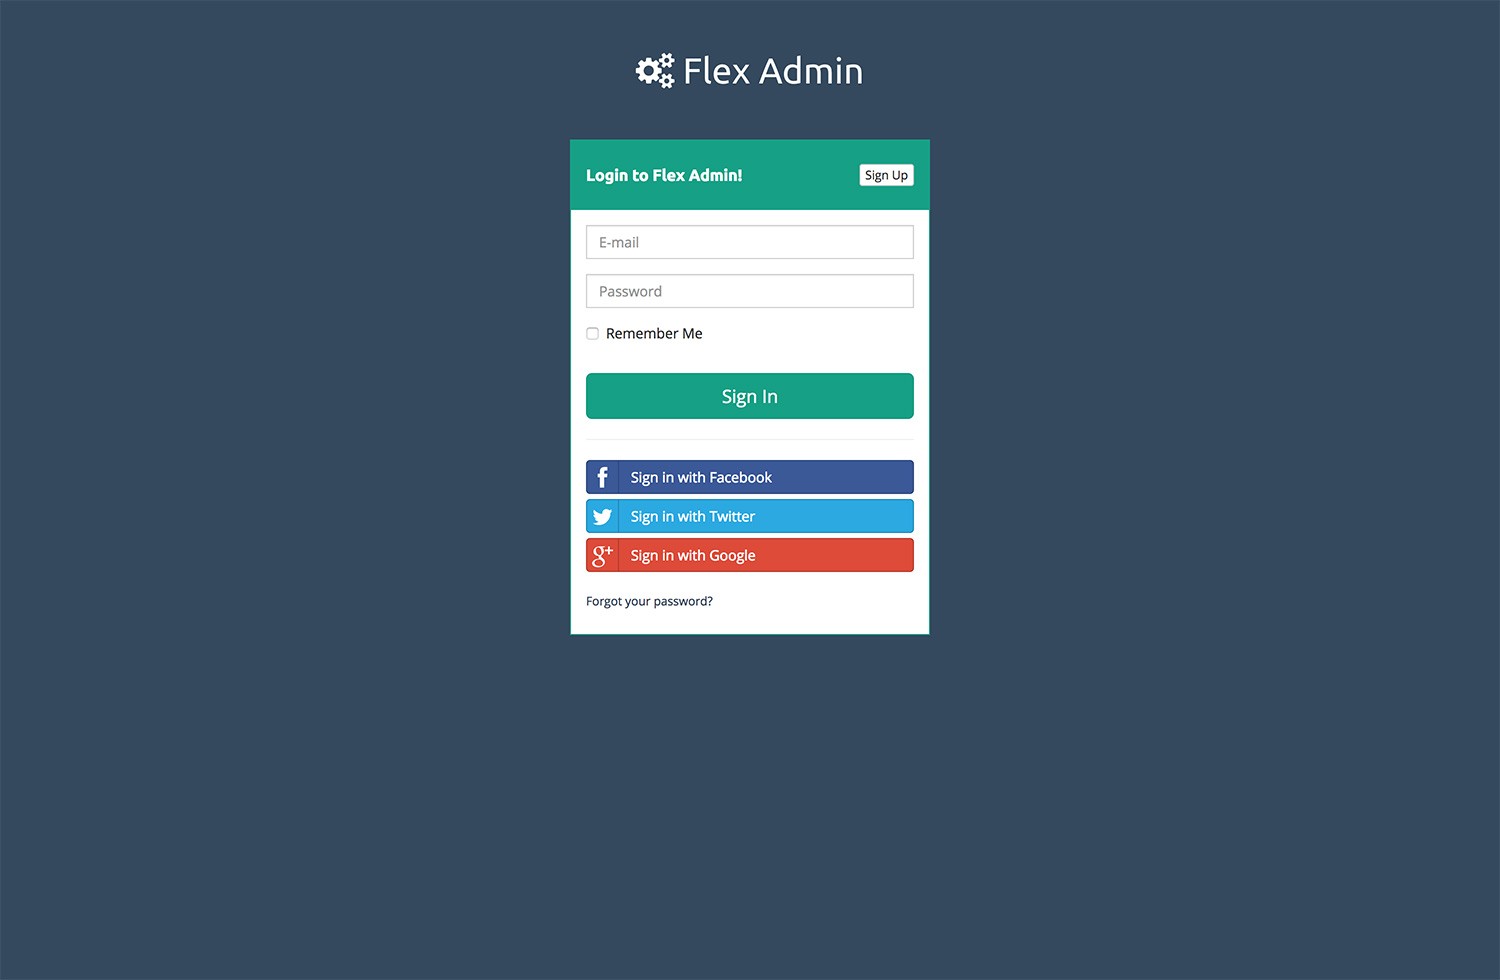 Flex Admin
Login to Flex Admin!
Sign Up
E-mail
Password
Remember Me
Sign In
Sign in with Facebook
Sign in with Twitter
g+ Sign in with Google
Forgot your password?